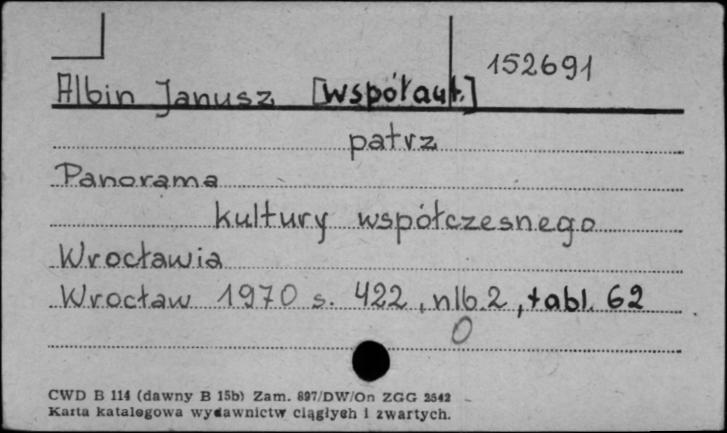 152691
Albin Janusz [współaut.]
patrz
Panorama
kultury współczesnego
Wrocławia
Wrocław 1970 s. 422, nlb. 2, tabl. 62
0
CWD B 114 (dawny B 15b) Zam. 897/DW/On ZGG 2542
Karta katalogowa wydawnictw ciągłych i zwartych.